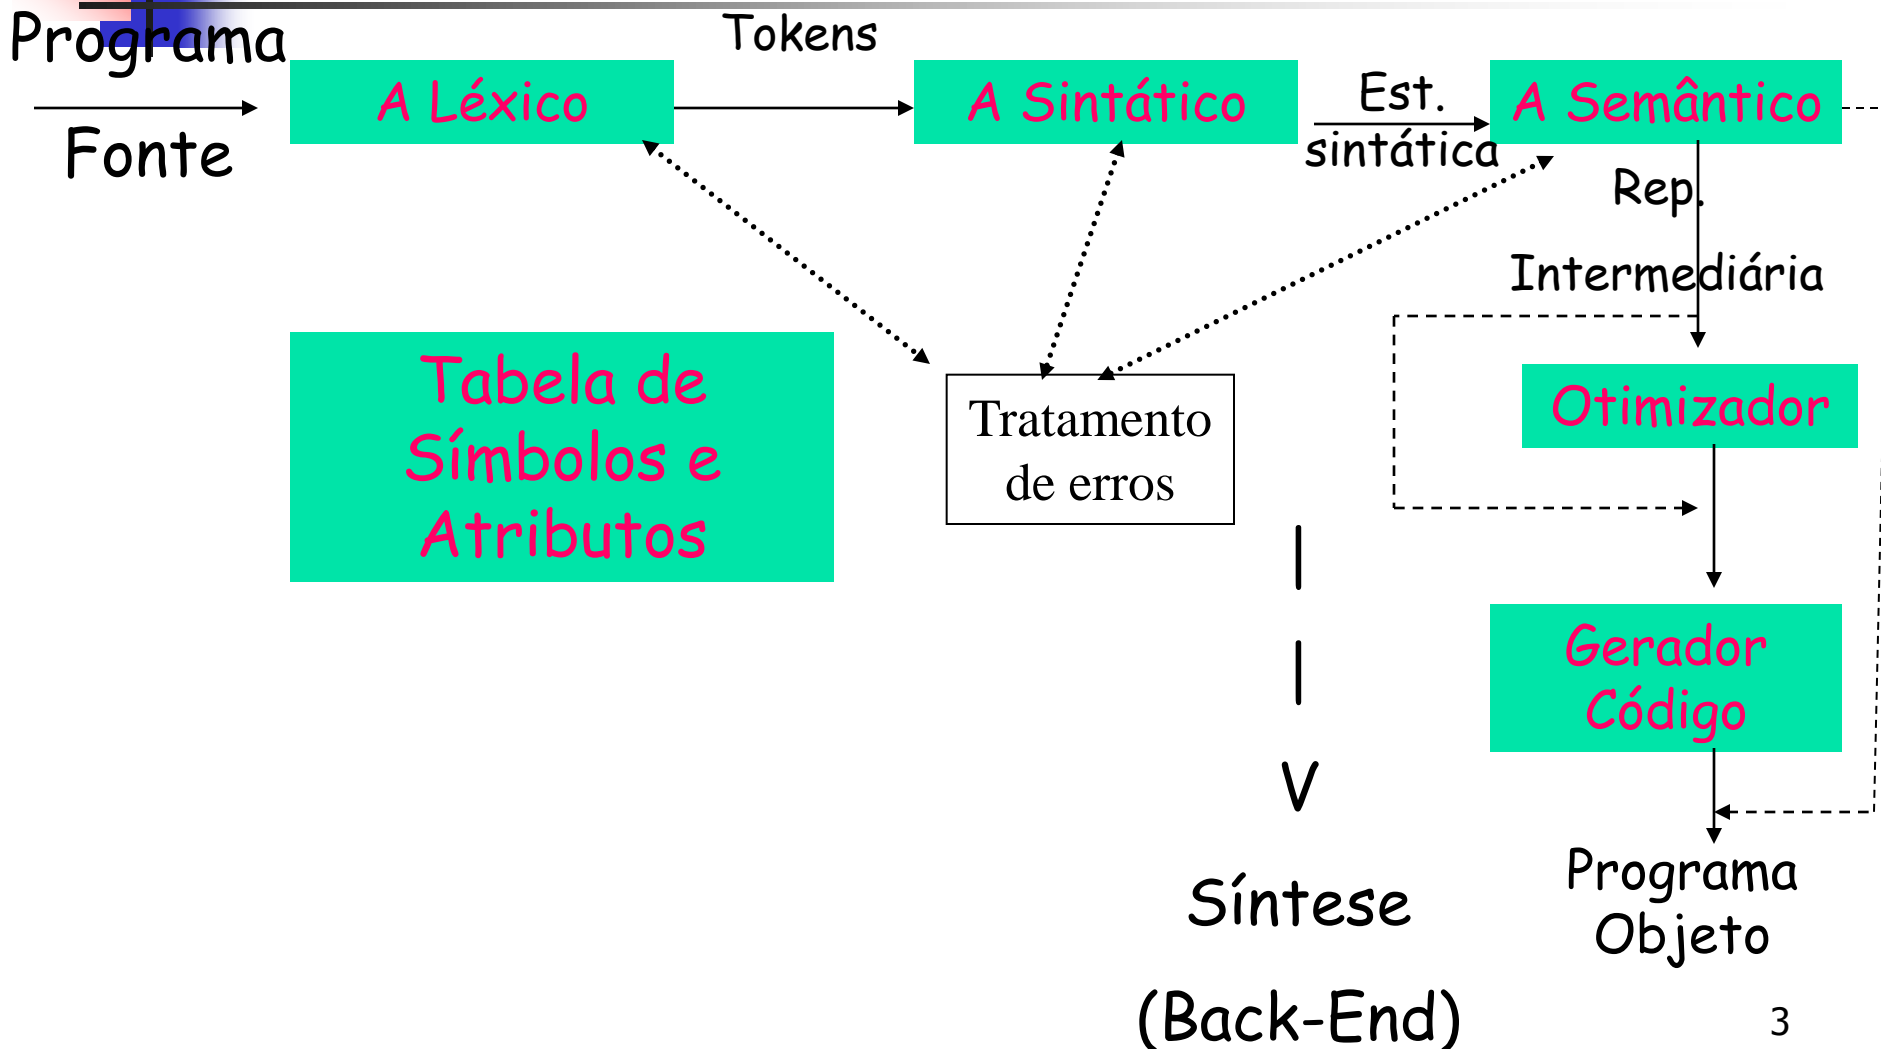 Programa
Fonte
Tokens
A Léxico
A Sintático
Est.
sintática
A Semântico
Rep.
Intermediária
Tabela de
Símbolos e
Atributos
Tratamento
de erros
Otimizador
Gerador
Código
Programa
Objeto
|
|
V
Síntese
(Back-End)
3